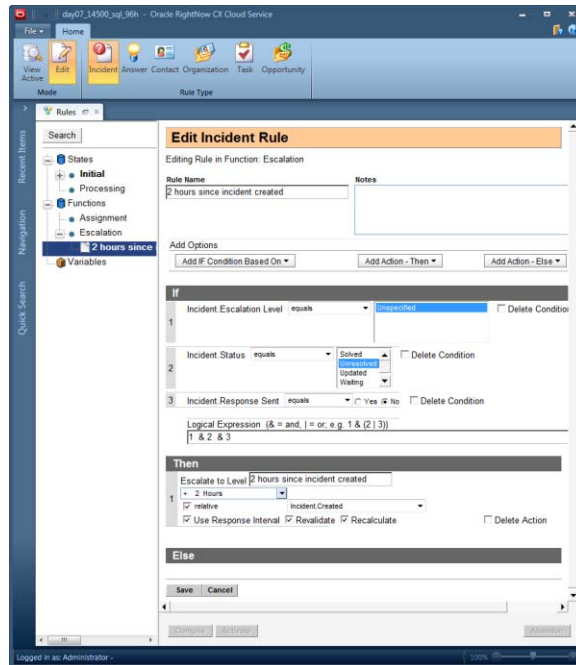 day07_14500_sql_96h - Oracle RightNow CX Cloud Service
File Home
View Active Edit Incident Answer Contact Organization Task Opportunity
Mode Rule Type
Rules
Search
States
Initial
Processing
Functions
Assignment
Escalation
2 hours since
Variables
Recent Items
Navigation
Quick Search
Edit Incident Rule
Editing Rule in Function: Escalation
Rule Name Notes
2 hours since incident created
Add Options
Add IF Condition Based On Add Action - Then Add Action - Else
If
1 Incident.Escalation Level equals Unspecified Delete Condition
2 Incident.Status equals Solved Unresolved Updated Waiting Delete Condition
3 Incident.Response Sent equals Yes No Delete Condition
Logical Expression (& = and, | = or; e.g. 1 & (2 | 3))
1 & 2 & 3
Then
1 Escalate to Level 2 hours since incident created
+ 2 Hours
relative Incident.Created
Use Response Interval Revalidate Recalculate Delete Action
Else
Save Cancel
Compile Activate Abandon
Logged in as: Administrator 100%